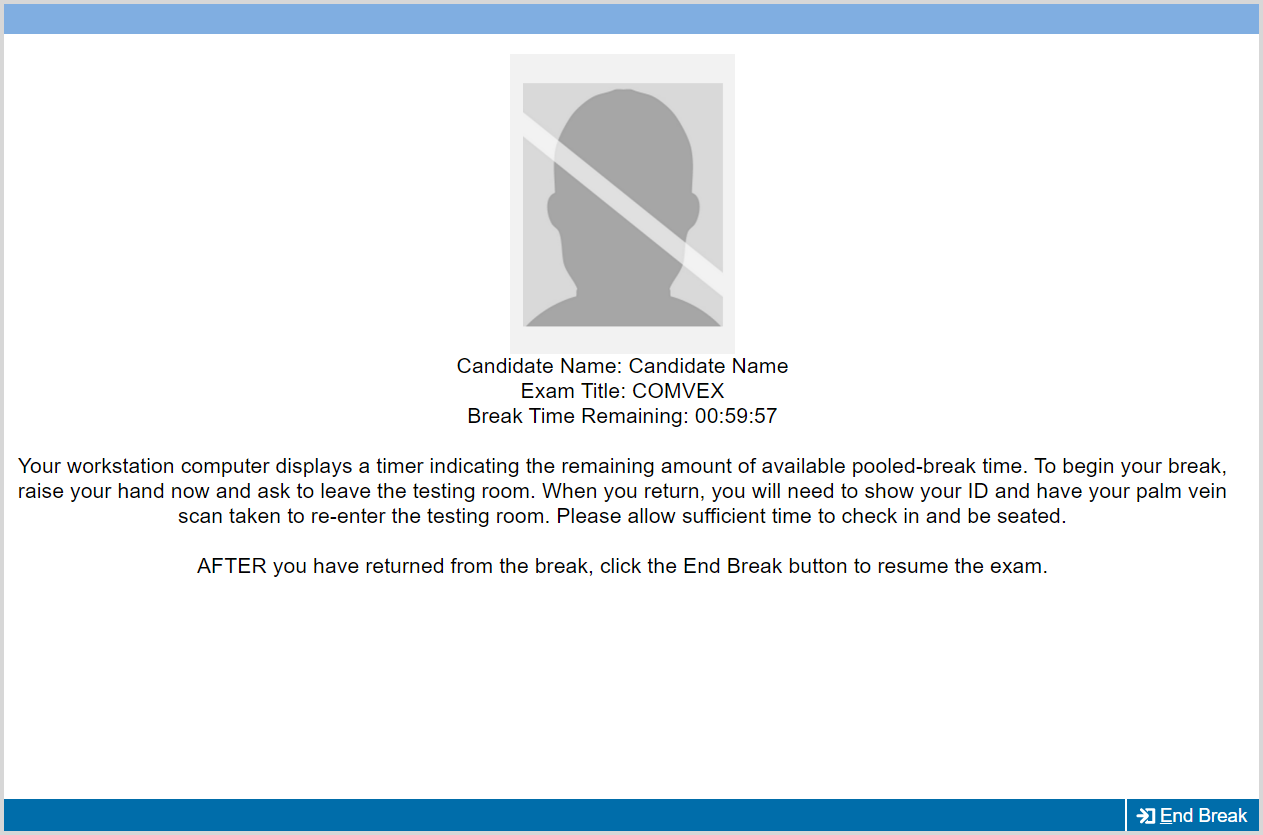 Candidate Name: Candidate Name
Exam Title: COMVEX
Break Time Remaining: 00:59:57
Your workstation computer displays a timer indicating the remaining amount of available pooled-break time. To begin your break,
raise your hand now and ask to leave the testing room. When you return, you will need to show your ID and have your palm vein
scan taken to re-enter the testing room. Please allow sufficient time to check in and be seated.
AFTER you have returned from the break, click the End Break button to resume the exam.
End Break